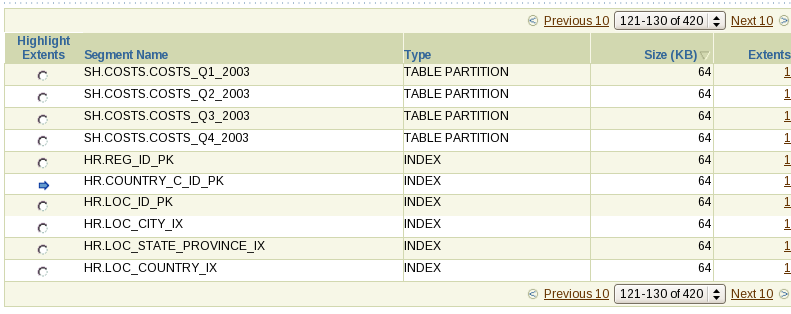 Previous 10 121-130 of 420 Next 10
Highlight Extents Segment Name Type Size (KB) Extents
SH.COSTS.COSTS_Q1_2003 TABLE PARTITION 64 1
SH.COSTS.COSTS_Q2_2003 TABLE PARTITION 64 1
SH.COSTS.COSTS_Q3_2003 TABLE PARTITION 64 1
SH.COSTS.COSTS_Q4_2003 TABLE PARTITION 64 1
HR.REG_ID_PK INDEX 64 1
HR.COUNTRY_C_ID_PK INDEX 64 1
HR.LOC_ID_PK INDEX 64 1
HR.LOC_CITY_IX INDEX 64 1
HR.LOC_STATE_PROVINCE_IX INDEX 64 1
HR.LOC_COUNTRY_IX INDEX 64 1
Previous 10 121-130 of 420 Next 10